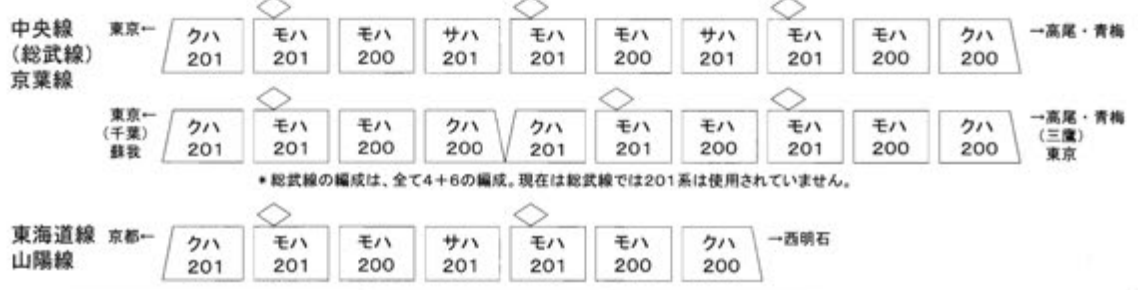 中央線
(総武線)
京葉線
東京←
クハ 201 モハ 201 モハ 200 サハ 201 モハ 201 モハ 200 サハ 201 モハ 201 モハ 200 クハ 200
→高尾・青梅
東京←
(千葉)
蘇我
クハ 201 モハ 201 モハ 200 クハ 200 クハ 201 モハ 201 モハ 200 モハ 201 モハ 200 クハ 200
→高尾・青梅
(三鷹)
東京
*総武線の編成は、全て4+6の編成。現在は総武線では201系は使用されていません。
東海道線
山陽線
京都←
クハ 201 モハ 201 モハ 200 サハ 201 モハ 201 モハ 200 クハ 200
→西明石